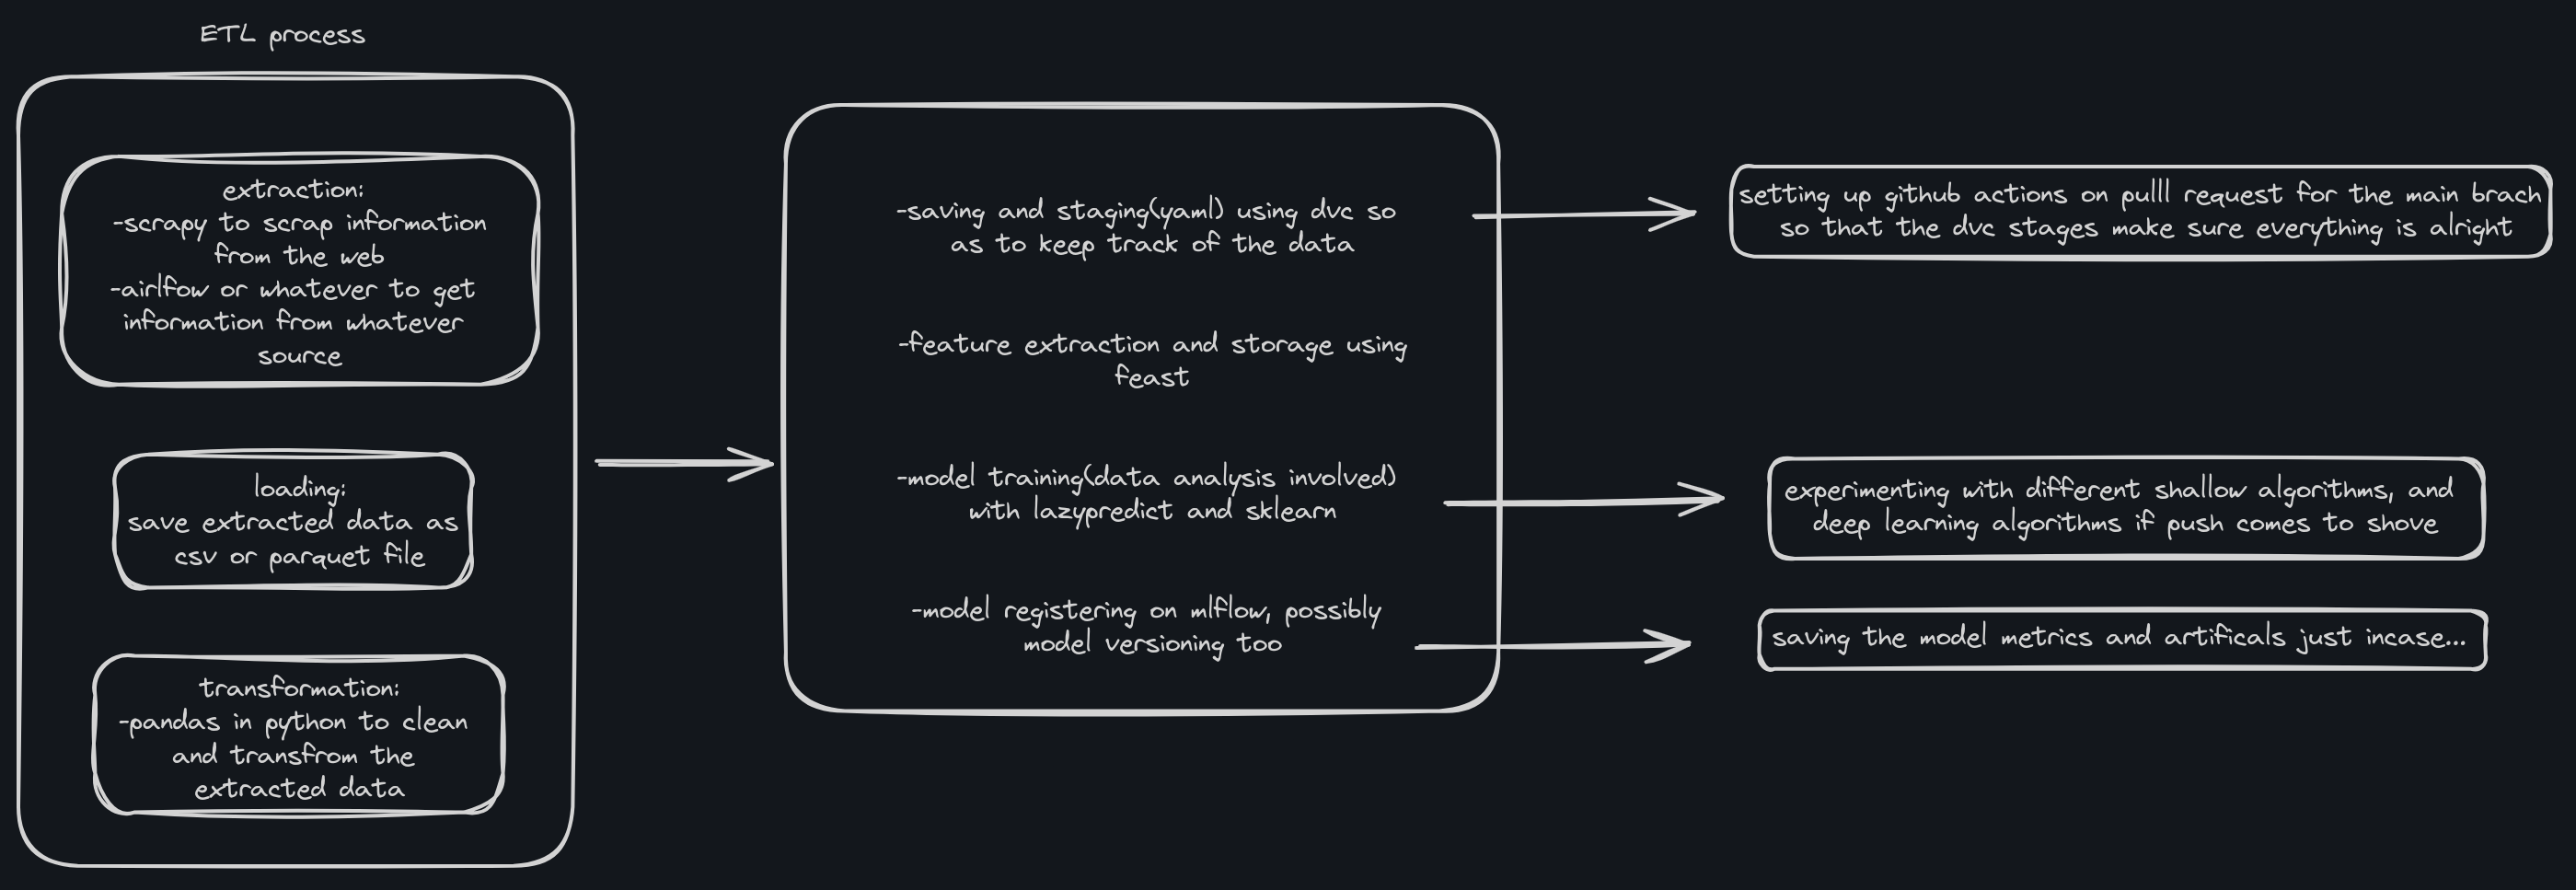 ETL process
extraction:
-scrapy to scrap information
from the web
-airlfow or whatever to get
information from whatever
source
loading:
save extracted data as
csv or parquet file
transformation:
-pandas in python to clean
and transfrom the
extracted data
-saving and staging(yaml) using dvc so
as to keep track of the data
-feature extraction and storage using
feast
-model training(data analysis involved)
with lazypredict and sklearn
-model registering on mlflow, possibly
model versioning too
setting up github actions on pulll request for the main brach
so that the dvc stages make sure everything is alright
experimenting with different shallow algorithms, and
deep learning algorithms if push comes to shove
saving the model metrics and artificals just incase...